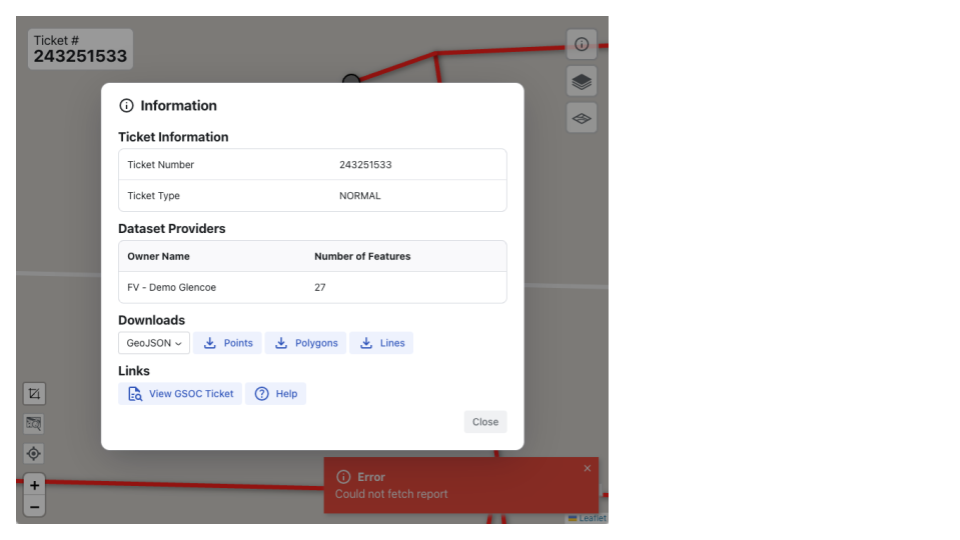 Ticket #
243251533
Information
Ticket Information
Ticket Number 243251533
Ticket Type NORMAL
Dataset Providers
Owner Name Number of Features
FV - Demo Glencoe 27
Downloads
GeoJSON Points Polygons Lines
Links
View GSOC Ticket Help
Close
Error
Could not fetch report
+
−
Leaflet